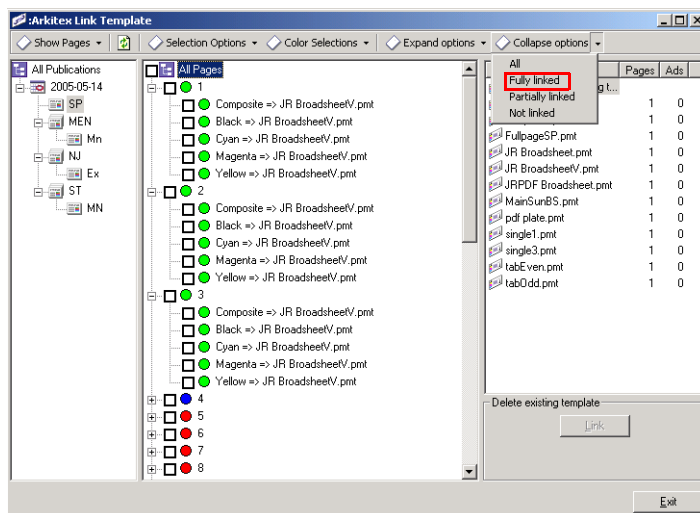 :Arkitex Link Template
Show Pages Selection Options Color Selections Expand options Collapse options
All Publications
2005-05-14
SP
MEN
Mn
NJ
Ex
ST
MN
All Pages
1
Composite => JR BroadsheetV.pmt
Black => JR BroadsheetV.pmt
Cyan => JR BroadsheetV.pmt
Magenta => JR BroadsheetV.pmt
Yellow => JR BroadsheetV.pmt
2
Composite => JR BroadsheetV.pmt
Black => JR BroadsheetV.pmt
Cyan => JR BroadsheetV.pmt
Magenta => JR BroadsheetV.pmt
Yellow => JR BroadsheetV.pmt
3
Composite => JR BroadsheetV.pmt
Black => JR BroadsheetV.pmt
Cyan => JR BroadsheetV.pmt
Magenta => JR BroadsheetV.pmt
Yellow => JR BroadsheetV.pmt
4
5
6
7
8
All
Fully linked
Partially linked
Not linked
Pages Ads
1 0
1 0
FullpageSP.pmt 1 0
JR Broadsheet.pmt 1 0
JR BroadsheetV.pmt 1 0
JRPDF Broadsheet.pmt 1 0
MainSunBS.pmt 1 0
pdf plate.pmt 1 0
single1.pmt 1 0
single3.pmt 1 0
tabEven.pmt 1 0
tabOdd.pmt 1 0
Delete existing template
Link
Exit